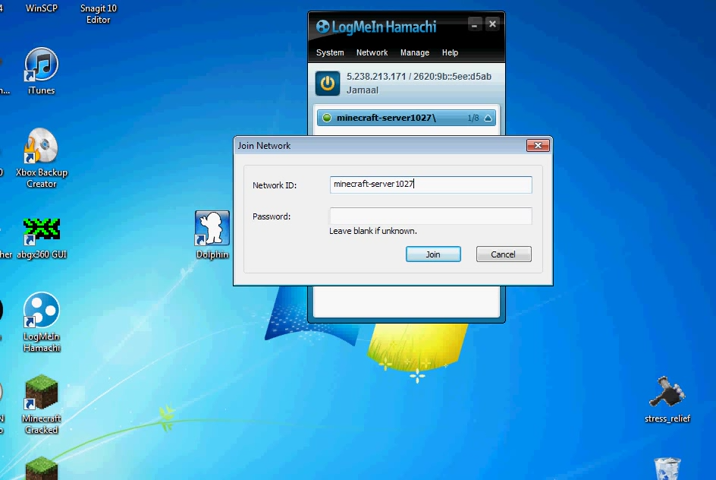 WinSCP
Snagit 10
Editor
LogMeIn Hamachi
System Network Manage Help
iTunes
5.238.213.171 / 2620:9b::5ee:d5ab
Jamaal
minecraft-server1027\ 1/8
Join Network
Xbox Backup
Creator
Network ID: minecraft-server1027
Password:
Leave blank if unknown.
abgx360 GUI
Dolphin
Join Cancel
LogMeIn
Hamachi
Minecraft
Cracked
stress_relief